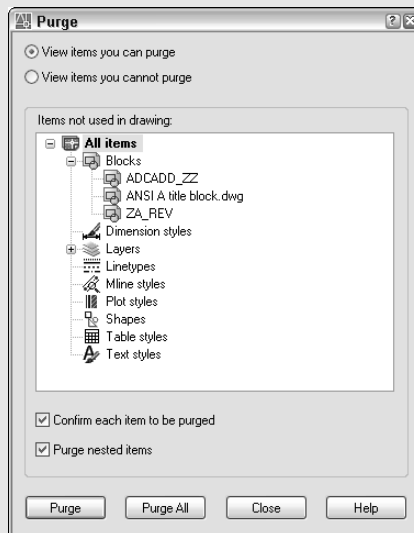 Purge
View items you can purge
View items you cannot purge
Items not used in drawing:
All items
Blocks
ADCADD_ZZ
ANSI A title block.dwg
ZA_REV
Dimension styles
Layers
Linetypes
Mline styles
Plot styles
Shapes
Table styles
Text styles
Confirm each item to be purged
Purge nested items
Purge Purge All Close Help